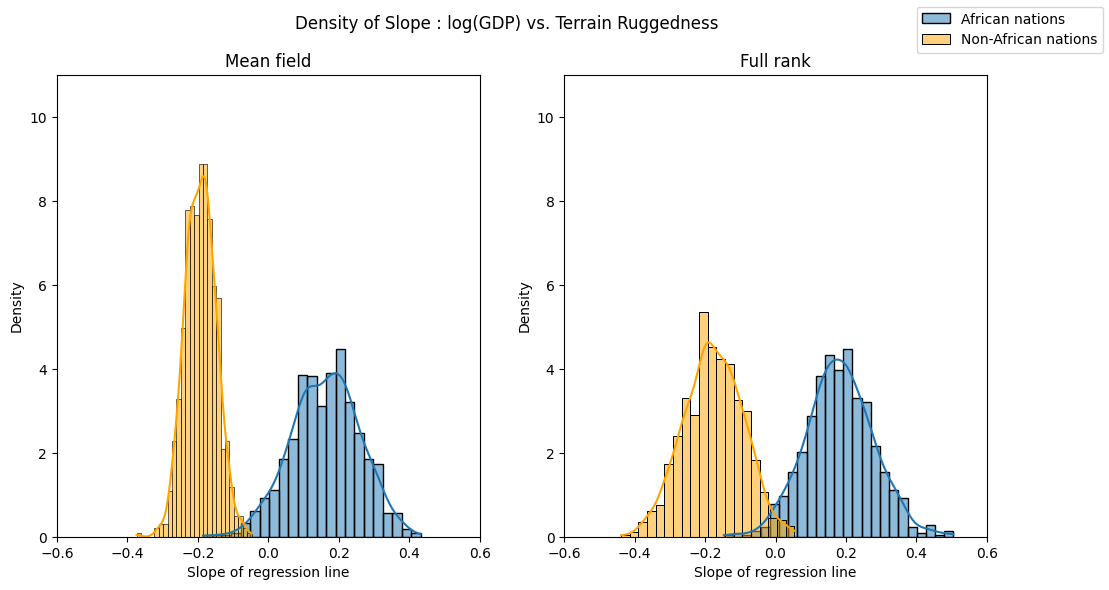 Density of Slope : log(GDP) vs. Terrain Ruggedness
African nations
Non-African nations
Mean field
Density
10
8
6
4
2
0
−0.6 −0.4 −0.2 0.0 0.2 0.4 0.6
Slope of regression line
Full rank
Density
10
8
6
4
2
0
−0.6 −0.4 −0.2 0.0 0.2 0.4 0.6
Slope of regression line